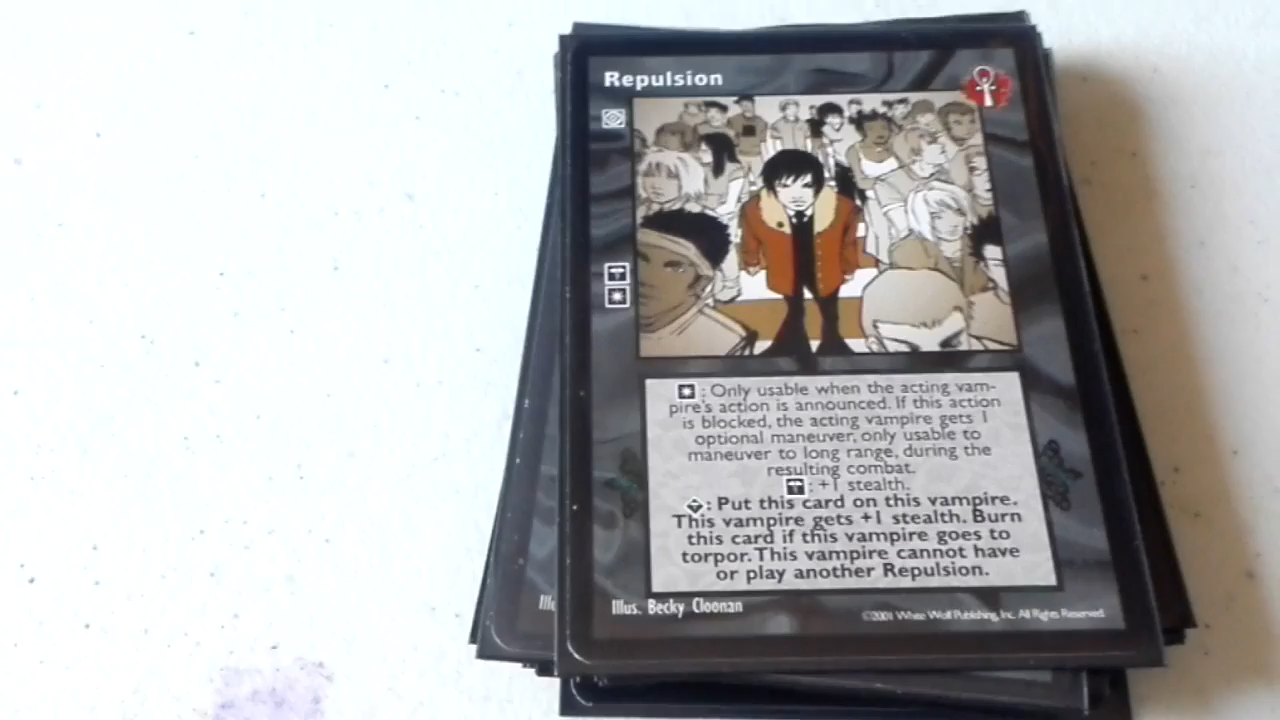 Repulsion
: Only usable when the acting vam-
pire's action is announced. If this action
is blocked, the acting vampire gets 1
optional maneuver, only usable to
maneuver to long range, during the
resulting combat.
: +1 stealth.
: Put this card on this vampire.
This vampire gets +1 stealth. Burn
this card if this vampire goes to
torpor. This vampire cannot have
or play another Repulsion.
Illus. Becky Cloonan
©2001 White Wolf Publishing, Inc. All Rights Reserved.